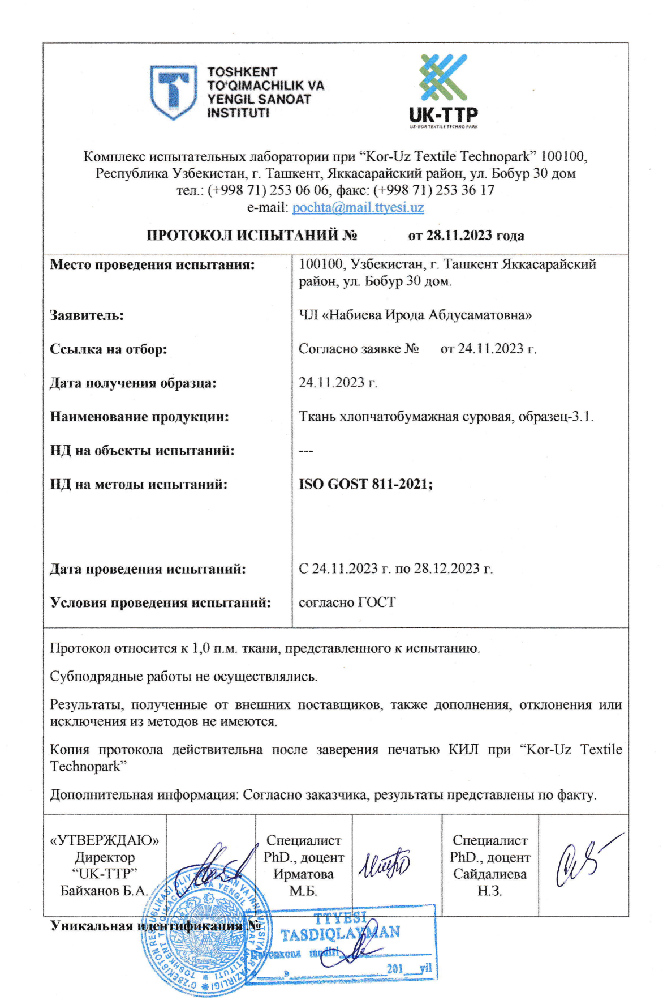 TOSHKENT
TO‘QIMACHILIK VA
YENGIL SANOAT
INSTITUTI
UK-TTP
UZ-KOR TEXTILE TECHNO PARK
Комплекс испытательных лаборатории при “Kor-Uz Textile Technopark” 100100,
Республика Узбекистан, г. Ташкент, Яккасарайский район, ул. Бобур 30 дом
тел.: (+998 71) 253 06 06, факс: (+998 71) 253 36 17
e-mail: pochta@mail.ttyesi.uz
ПРОТОКОЛ ИСПЫТАНИЙ № от 28.11.2023 года
Место проведения испытания: 100100, Узбекистан, г. Ташкент Яккасарайский
район, ул. Бобур 30 дом.
Заявитель: ЧЛ «Набиева Ирода Абдусаматовна»
Ссылка на отбор: Согласно заявке № от 24.11.2023 г.
Дата получения образца: 24.11.2023 г.
Наименование продукции: Ткань хлопчатобумажная суровая, образец-3.1.
НД на объекты испытаний: ---
НД на методы испытаний: ISO GOST 811-2021;
Дата проведения испытаний: С 24.11.2023 г. по 28.12.2023 г.
Условия проведения испытаний: согласно ГОСТ
Протокол относится к 1,0 п.м. ткани, представленного к испытанию.
Субподрядные работы не осуществлялись.
Результаты, полученные от внешних поставщиков, также дополнения, отклонения или
исключения из методов не имеются.
Копия протокола действительна после заверения печатью КИЛ при “Kor-Uz Textile
Technopark”
Дополнительная информация: Согласно заказчика, результаты представлены по факту.
«УТВЕРЖДАЮ»
Директор
“UK-TTP”
Байханов Б.А.
Специалист
PhD., доцент
Ирматова
М.Б.
Специалист
PhD., доцент
Сайдалиева
Н.З.
Уникальная идентификация №
O‘ZBEKISTON RESPUBLIKASI OLIY TA'LIM, FAN VA INNOVATSIYALAR VAZIRLIGI
TOSHKENT TO‘QIMACHILIK VA YENGIL SANOAT INSTITUTI
TTYESI
TASDIQLAYMAN
Devonxona mudiri
» 201 yil